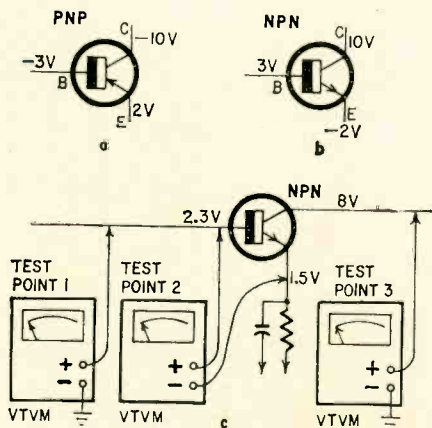 PNP
C
–10V
–3V
B
E
2V
a
NPN
C
10V
3V
B
E
–2V
b
NPN
2.3V
8V
1.5V
TEST
POINT 1
+
–
VTVM
TEST
POINT 2
+
–
VTVM
TEST
POINT 3
+
–
VTVM
c